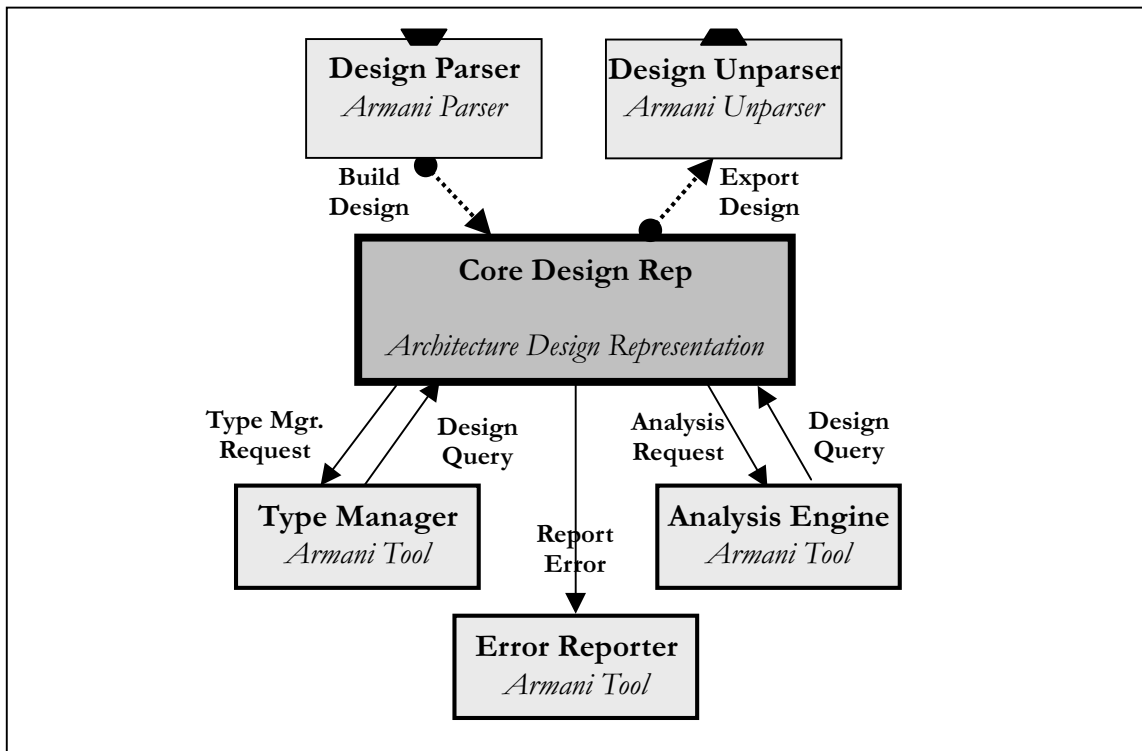 Design Parser
Armani Parser
Design Unparser
Armani Unparser
Build
Design
Export
Design
Core Design Rep
Architecture Design Representation
Type Mgr.
Request
Design
Query
Analysis
Request
Design
Query
Type Manager
Armani Tool
Report
Error
Analysis Engine
Armani Tool
Error Reporter
Armani Tool